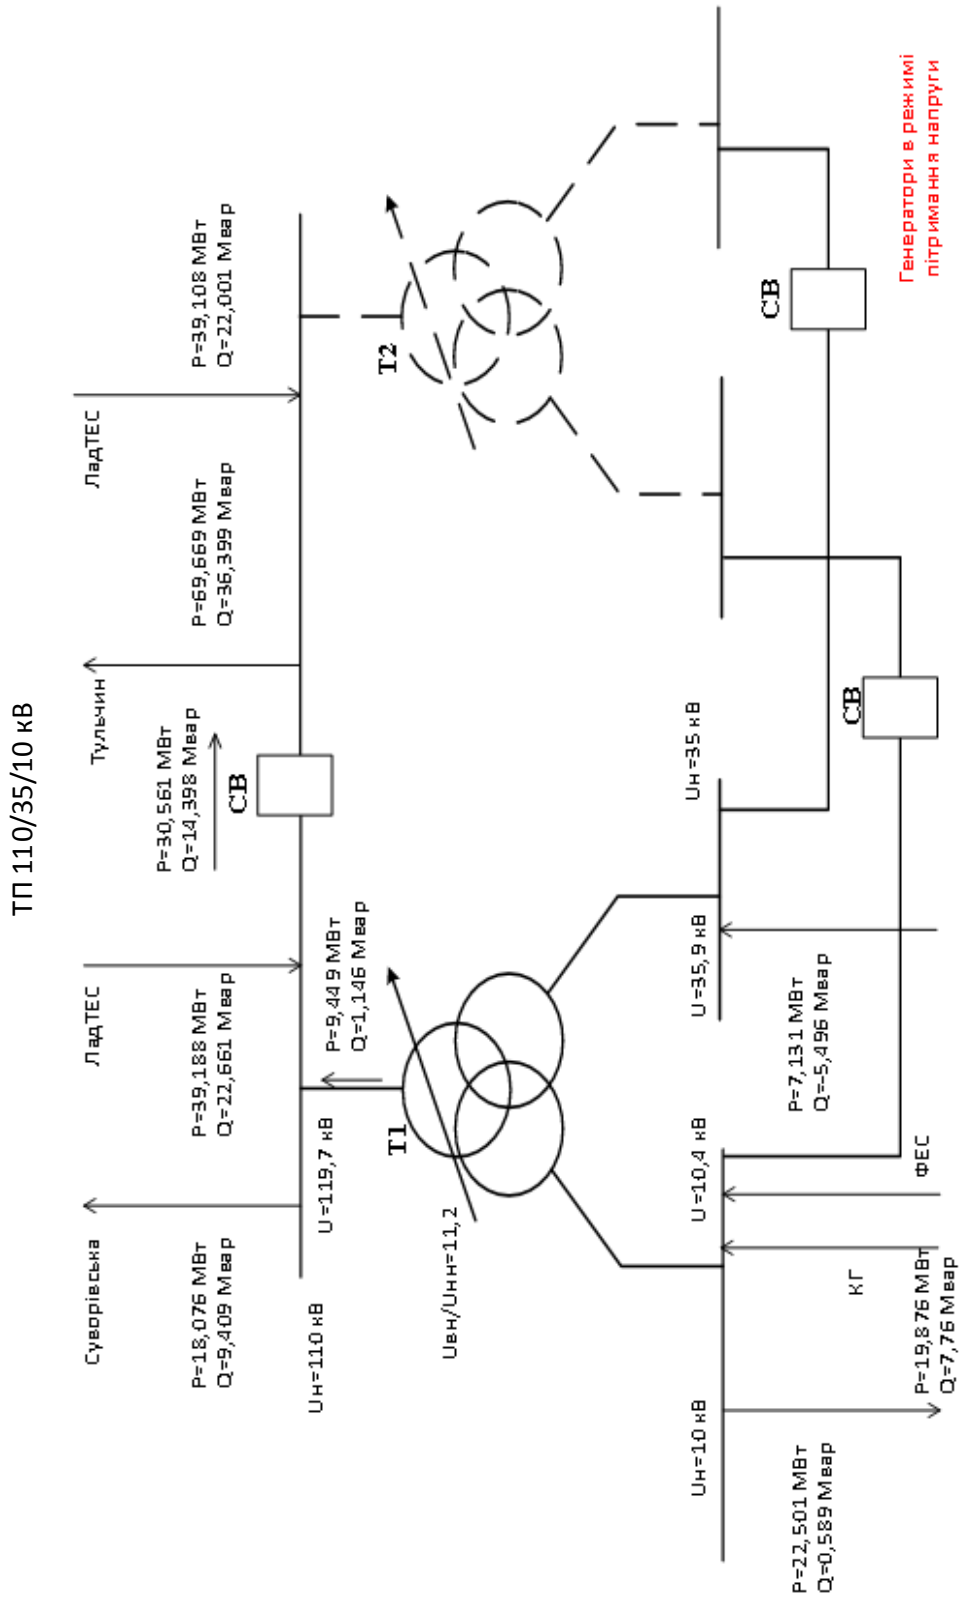 ТП 110/35/10 кВ
Суворівська
P=18,076 МВт
Q=9,409 Мвар
ЛадТЕС
P=39,188 МВт
Q=22,661 Мвар
P=30,561 МВт
Q=14,398 Мвар
СВ
Тульчин
P=69,669 МВт
Q=36,399 Мвар
ЛадТЕС
P=39,108 МВт
Q=22,001 Мвар
Uн=110 кВ
U=119,7 кВ
P=9,449 МВт
Q=1,146 Мвар
Т1
Т2
Uвн/Uнн=11,2
Uн=10 кВ
U=10,4 кВ
U=35,9 кВ
Uн=35 кВ
СВ
СВ
P=22,501 МВт
Q=0,589 Мвар
КГ
P=19,876 МВт
Q=7,76 Мвар
ФЕС
P=7,131 МВт
Q=-5,496 Мвар
Генератори в режимі
пітримання напруги